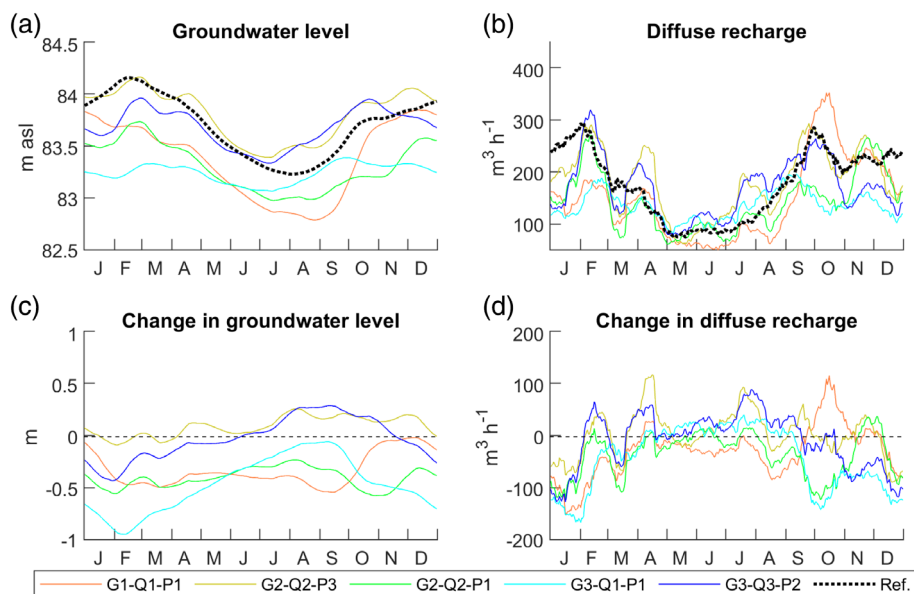 (a) Groundwater level
84.5
84
83.5
83
82.5
m asl
J F M A M J J A S O N D
(b) Diffuse recharge
400
300
200
100
m³ h⁻¹
J F M A M J J A S O N D
(c) Change in groundwater level
1
0.5
0
-0.5
-1
m
J F M A M J J A S O N D
(d) Change in diffuse recharge
200
100
0
-100
-200
m³ h⁻¹
J F M A M J J A S O N D
G1-Q1-P1 G2-Q2-P3 G2-Q2-P1 G3-Q1-P1 G3-Q3-P2 Ref.